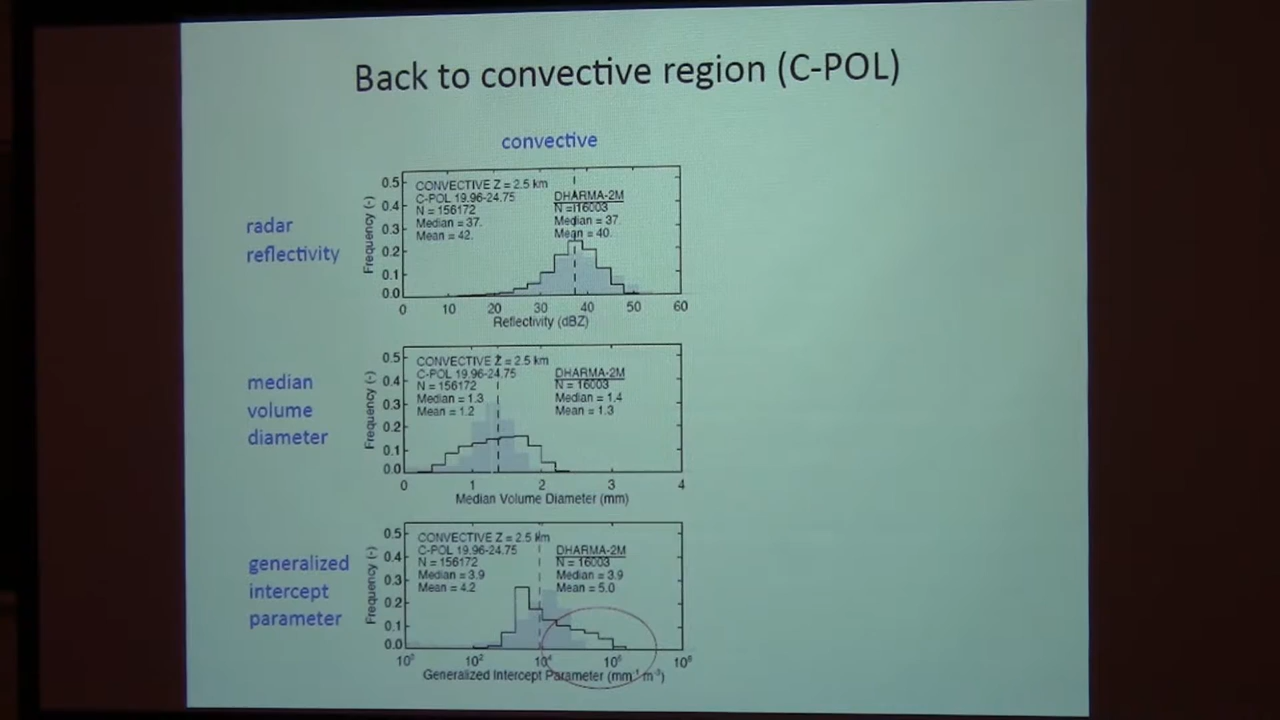 Back to convective region (C-POL)
convective
radar
reflectivity
Frequency (-)
0.5
0.4
0.3
0.2
0.1
0.0
CONVECTIVE Z = 2.5 km
C-POL 19.96-24.75
N = 156172
Median = 37.
Mean = 42.
DHARMA-2M
N = 16003
Median = 37.
Mean = 40.
0 10 20 30 40 50 60
Reflectivity (dBZ)
median
volume
diameter
Frequency (-)
0.5
0.4
0.3
0.2
0.1
0.0
CONVECTIVE Z = 2.5 km
C-POL 19.96-24.75
N = 156172
Median = 1.3
Mean = 1.2
DHARMA-2M
N = 16003
Median = 1.4
Mean = 1.3
0 1 2 3 4
Median Volume Diameter (mm)
generalized
intercept
parameter
Frequency (-)
0.5
0.4
0.3
0.2
0.1
0.0
CONVECTIVE Z = 2.5 km
C-POL 19.96-24.75
N = 156172
Median = 3.9
Mean = 4.2
DHARMA-2M
N = 16003
Median = 3.9
Mean = 5.0
10² 10⁴
Generalized Intercept Parameter (mm⁻¹ m⁻³)